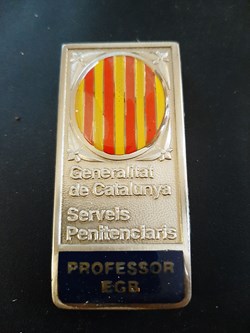 Generalitat
de Catalunya
Serveis
Penitenciaris
PROFESSOR
EGB